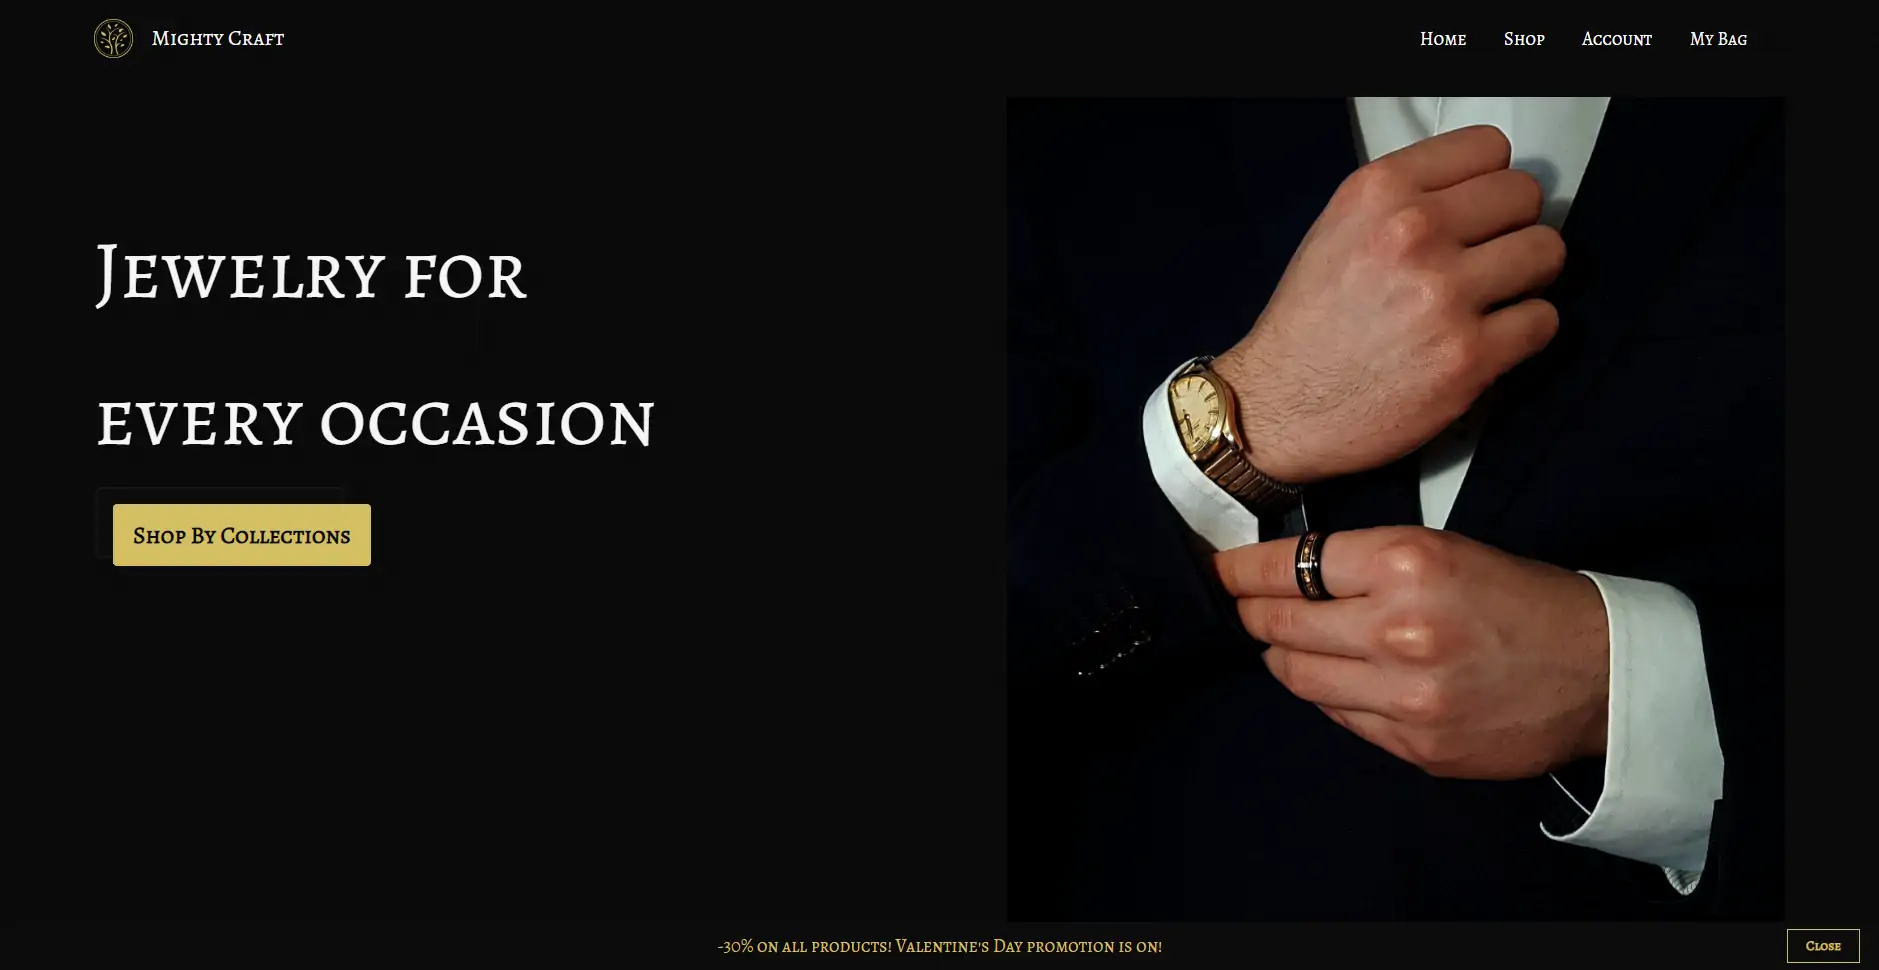 Mighty Craft
Home Shop Account My Bag
Jewelry for
every occasion
Shop By Collections
-30% on all products! Valentine's Day promotion is on!
Close